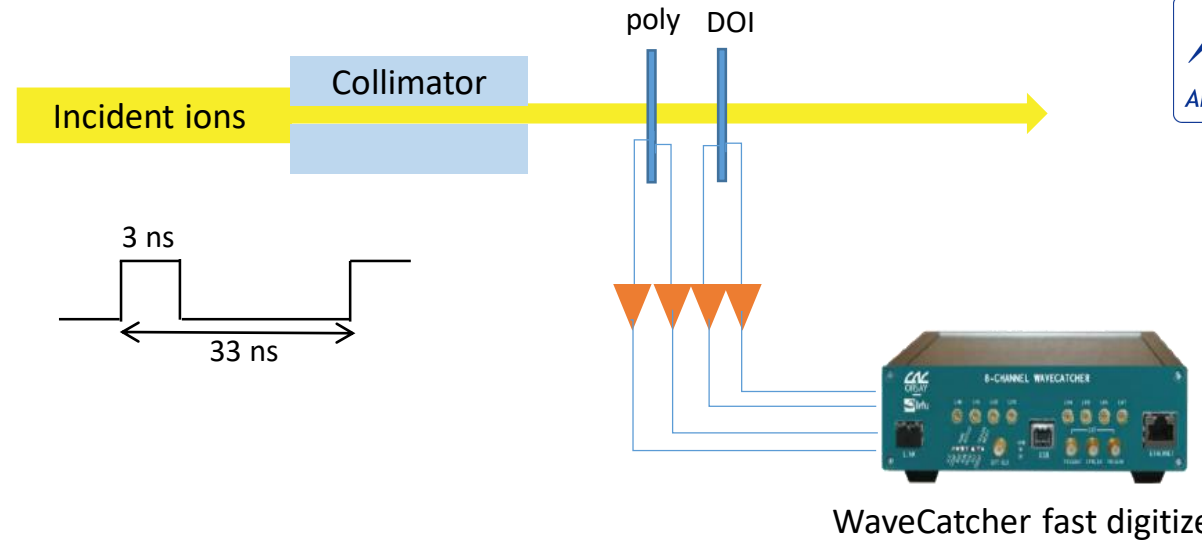 poly DOI
A
Collimator
Incident ions
3 ns
33 ns
8-CHANNEL WAVECATCHER
WaveCatcher fast digitize